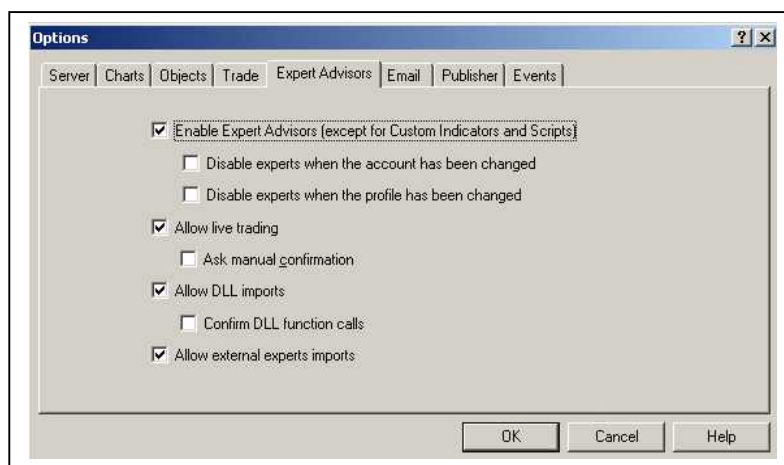 Options
Server Charts Objects Trade Expert Advisors Email Publisher Events
Enable Expert Advisors (except for Custom Indicators and Scripts)
Disable experts when the account has been changed
Disable experts when the profile has been changed
Allow live trading
Ask manual confirmation
Allow DLL imports
Confirm DLL function calls
Allow external experts imports
OK Cancel Help